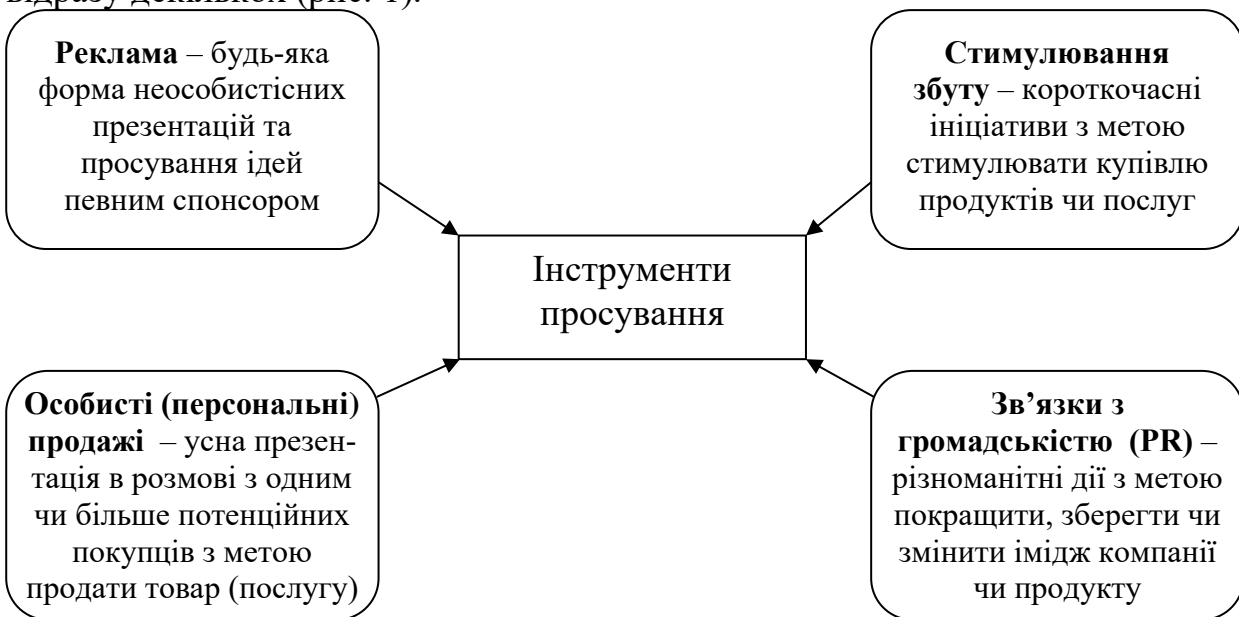 відразу декількох (рис. 1).
Реклама – будь-яка
форма неособистісних
презентацій та
просування ідей
певним спонсором
Стимулювання
збуту – короткочасні
ініціативи з метою
стимулювати купівлю
продуктів чи послуг
Інструменти
просування
Особисті (персональні)
продажі – усна презен-
тація в розмові з одним
чи більше потенційних
покупців з метою
продати товар (послугу)
Зв’язки з
громадськістю (PR) –
різноманітні дії з метою
покращити, зберегти чи
змінити імідж компанії
чи продукту